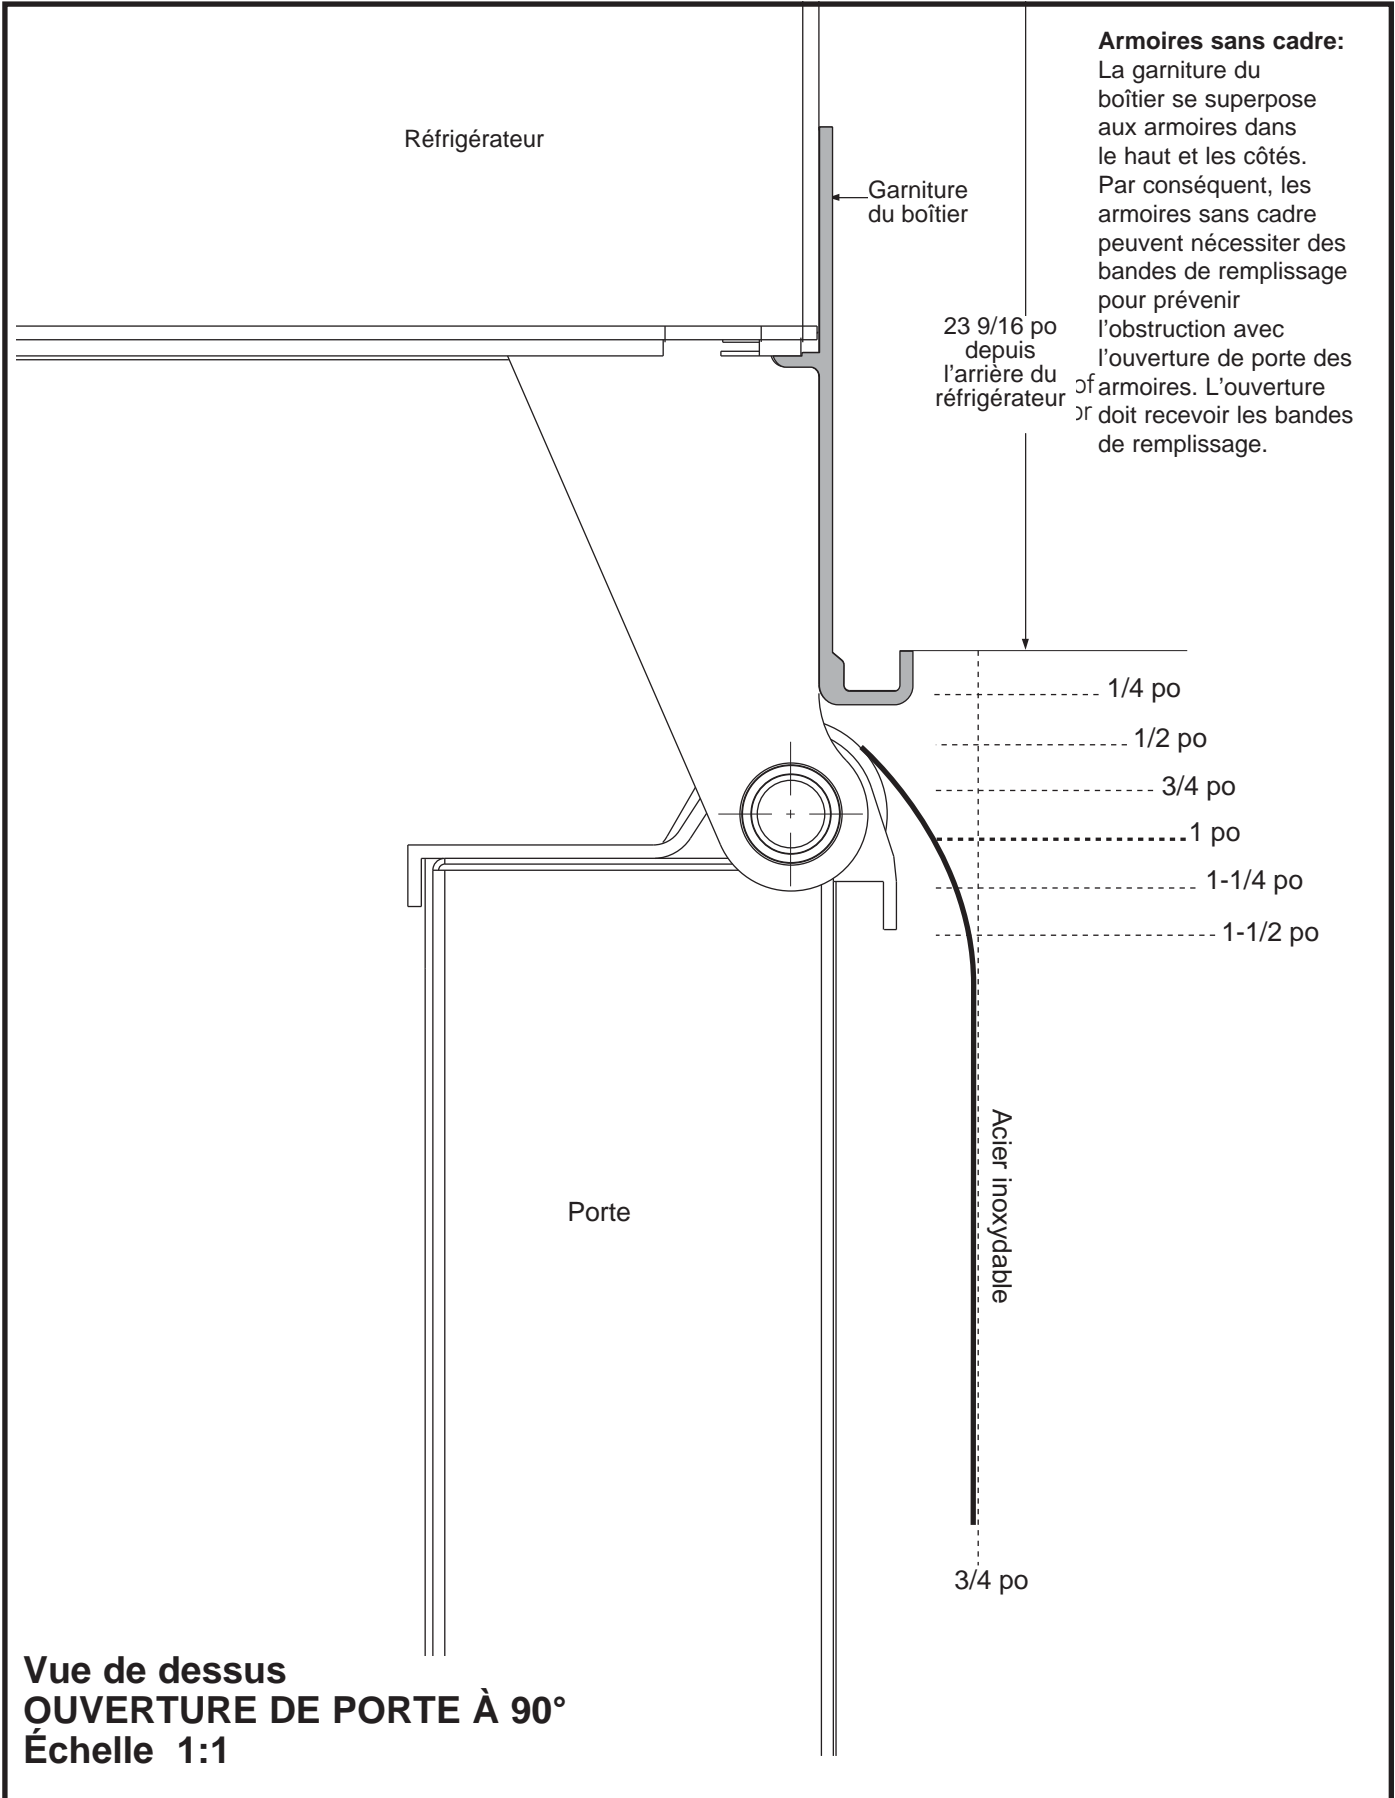 Armoires sans cadre:
La garniture du
boîtier se superpose
aux armoires dans
le haut et les côtés.
Par conséquent, les
armoires sans cadre
peuvent nécessiter des
bandes de remplissage
pour prévenir
l'obstruction avec
l'ouverture de porte des
armoires. L'ouverture
doit recevoir les bandes
de remplissage.
Réfrigérateur
Garniture
du boîtier
23 9/16 po
depuis
l'arrière du
réfrigérateur
of
or
1/4 po
1/2 po
3/4 po
1 po
1-1/4 po
1-1/2 po
Acier inoxydable
Porte
3/4 po
Vue de dessus
OUVERTURE DE PORTE À 90°
Échelle 1:1